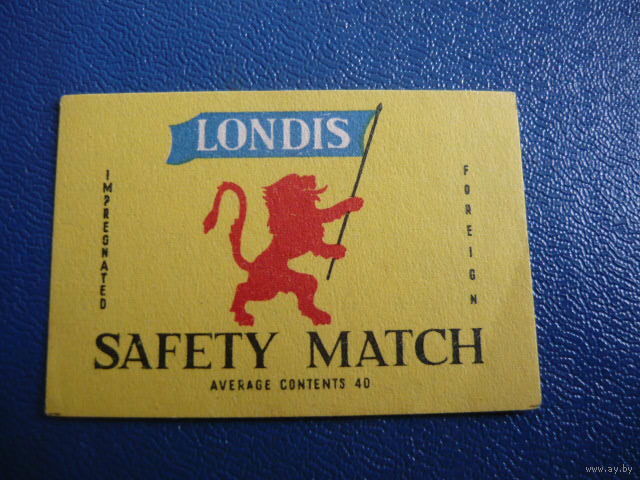 LONDIS
IMPREGNATED
FOREIGN
SAFETY MATCH
AVERAGE CONTENTS 40
www.ay.by